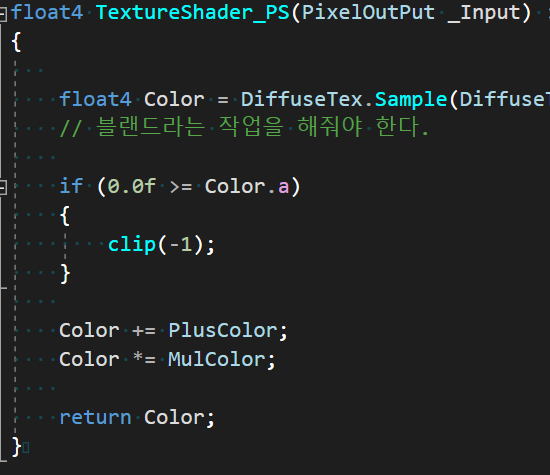 float4 TextureShader_PS(PixelOutPut _Input)
{
float4 Color = DiffuseTex.Sample(DiffuseT
// 블랜드라는 작업을 해줘야 한다.
if (0.0f >= Color.a)
{
clip(-1);
}
Color += PlusColor;
Color *= MulColor;
return Color;
}